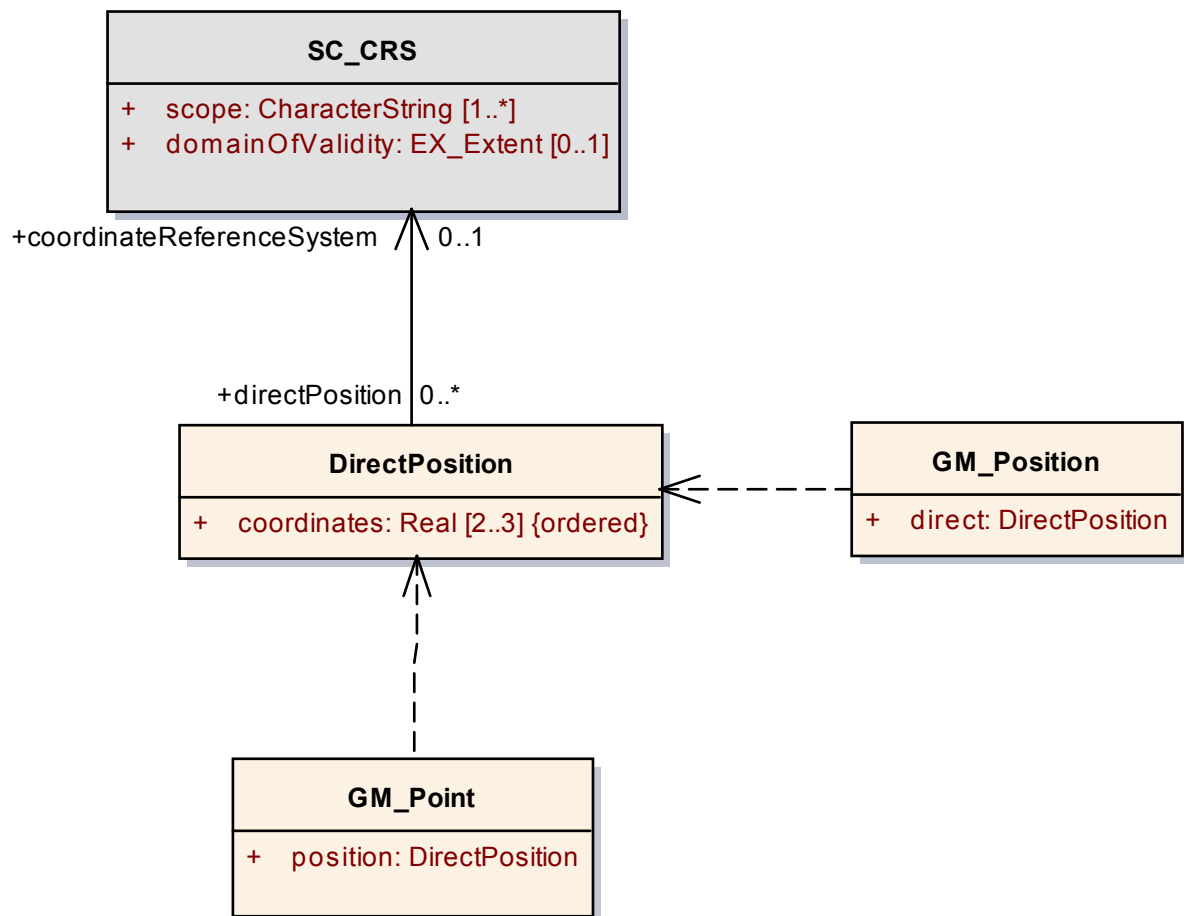 SC_CRS
+ scope: CharacterString [1..*]
+ domainOfValidity: EX_Extent [0..1]
+coordinateReferenceSystem 0..1
+directPosition 0..*
DirectPosition
+ coordinates: Real [2..3] {ordered}
GM_Position
+ direct: DirectPosition
GM_Point
+ position: DirectPosition